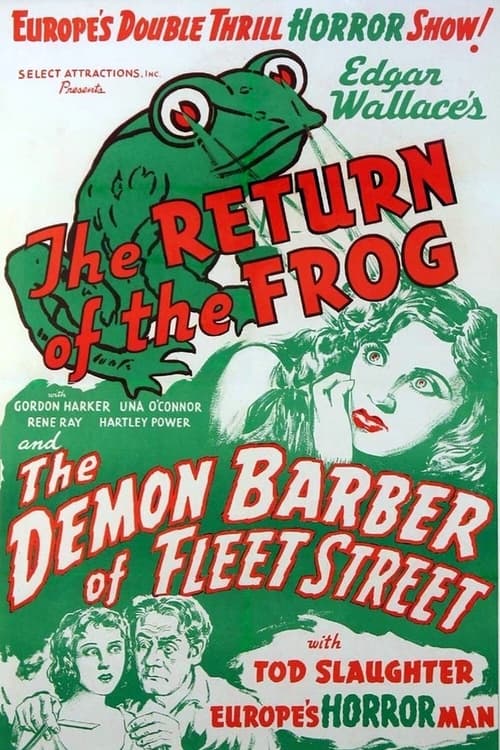 EUROPE'S DOUBLE THRILL HORROR SHOW!
SELECT ATTRACTIONS, INC.
Presents
Edgar
Wallace's
The RETURN
of the FROG
with
GORDON HARKER UNA O'CONNOR
RENE RAY HARTLEY POWER
and
The
DEMON BARBER
of FLEET STREET
with
TOD SLAUGHTER
EUROPE'S HORROR MAN